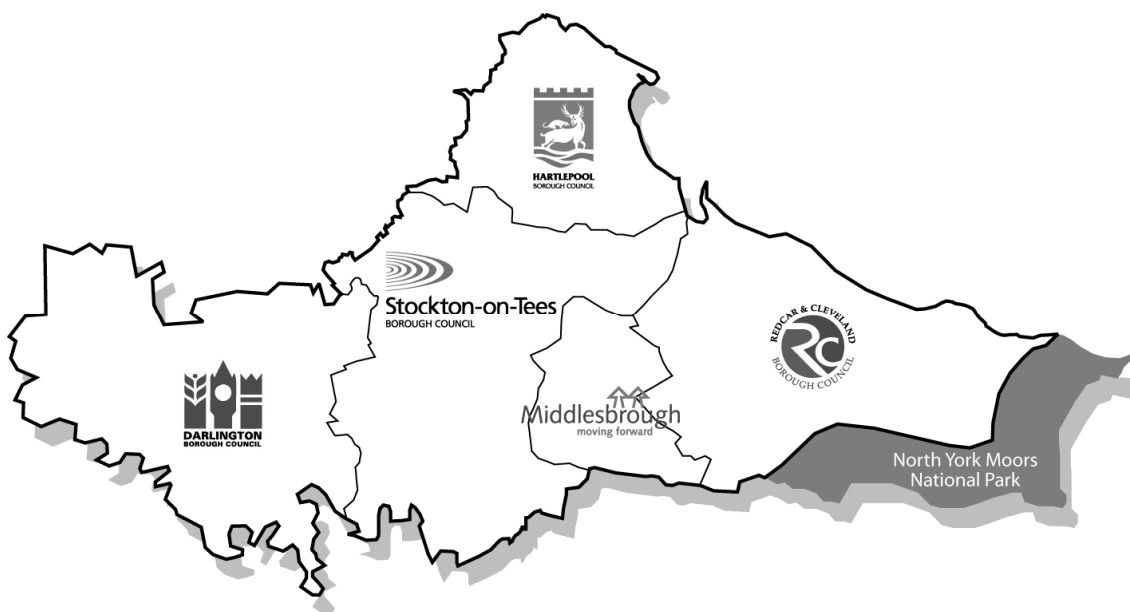 HARTLEPOOL
BOROUGH COUNCIL
Stockton-on-Tees
BOROUGH COUNCIL
REDCAR & CLEVELAND
RC
BOROUGH COUNCIL
DARLINGTON
BOROUGH COUNCIL
Middlesbrough
moving forward
North York Moors
National Park